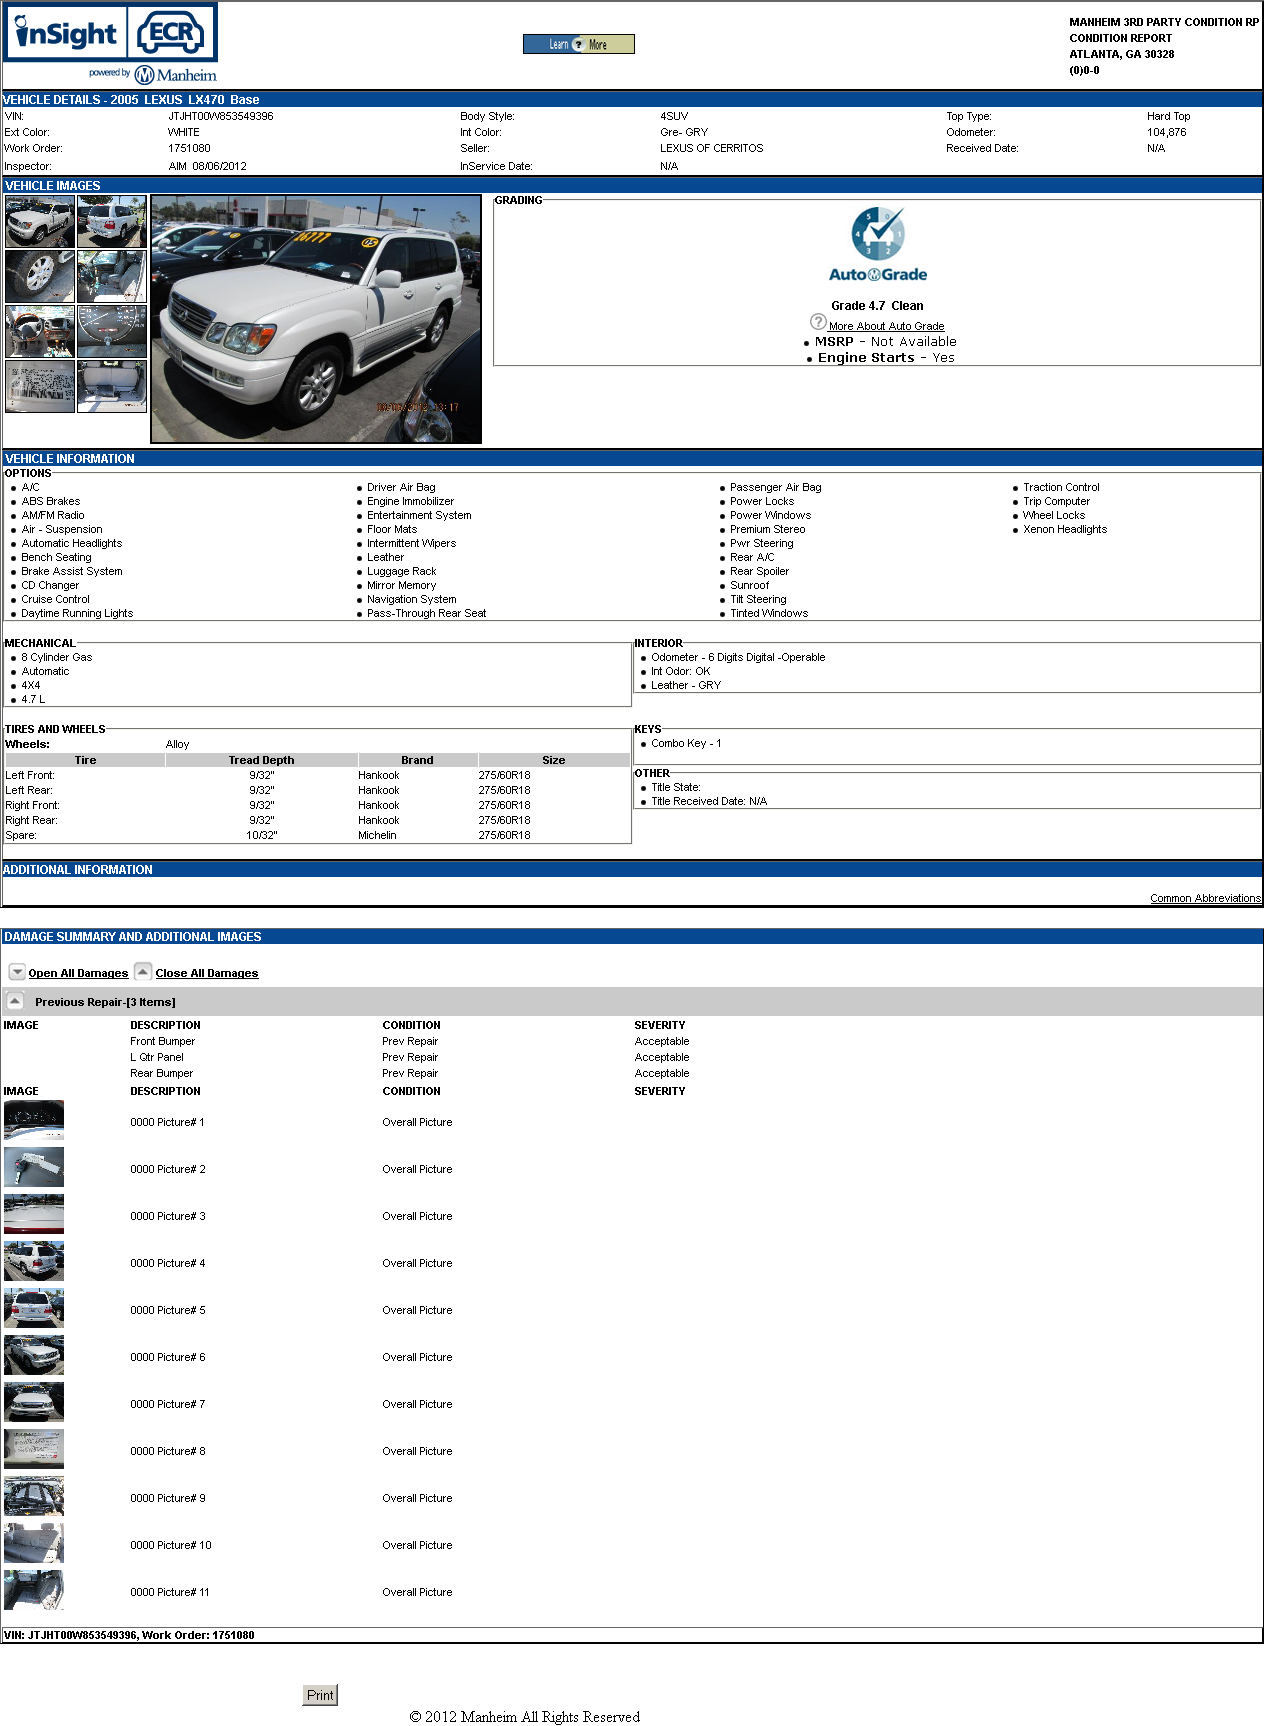 inSight ECR
powered by Manheim
Learn ? More
MANHEIM 3RD PARTY CONDITION RP
CONDITION REPORT
ATLANTA, GA 30328
(0)0-0
VEHICLE DETAILS - 2005 LEXUS LX470 Base
VIN: JTJHT00W853549396 Body Style: 4SUV Top Type: Hard Top
Ext Color: WHITE Int Color: Gre- GRY Odometer: 104,876
Work Order: 1751080 Seller: LEXUS OF CERRITOS Received Date: N/A
Inspector: AIM 08/06/2012 InService Date: N/A
VEHICLE IMAGES
26777
05
GRADING
5 0 4 1 3 2
AutoGrade
Grade 4.7 Clean
? More About Auto Grade
MSRP - Not Available
Engine Starts - Yes
VEHICLE INFORMATION
OPTIONS
A/C Driver Air Bag Passenger Air Bag Traction Control
ABS Brakes Engine Immobilizer Power Locks Trip Computer
AM/FM Radio Entertainment System Power Windows Wheel Locks
Air - Suspension Floor Mats Premium Stereo Xenon Headlights
Automatic Headlights Intermittent Wipers Pwr Steering
Bench Seating Leather Rear A/C
Brake Assist System Luggage Rack Rear Spoiler
CD Changer Mirror Memory Sunroof
Cruise Control Navigation System Tilt Steering
Daytime Running Lights Pass-Through Rear Seat Tinted Windows
MECHANICAL
8 Cylinder Gas
Automatic
4X4
4.7 L
INTERIOR
Odometer - 6 Digits Digital -Operable
Int Odor: OK
Leather - GRY
TIRES AND WHEELS
Wheels: Alloy
Tire Tread Depth Brand Size
Left Front: 9/32" Hankook 275/60R18
Left Rear: 9/32" Hankook 275/60R18
Right Front: 9/32" Hankook 275/60R18
Right Rear: 9/32" Hankook 275/60R18
Spare: 10/32" Michelin 275/60R18
KEYS
Combo Key - 1
OTHER
Title State:
Title Received Date: N/A
ADDITIONAL INFORMATION
Common Abbreviations
DAMAGE SUMMARY AND ADDITIONAL IMAGES
Open All Damages Close All Damages
Previous Repair-[3 Items]
IMAGE DESCRIPTION CONDITION SEVERITY
Front Bumper Prev Repair Acceptable
L Qtr Panel Prev Repair Acceptable
Rear Bumper Prev Repair Acceptable
IMAGE DESCRIPTION CONDITION SEVERITY
0000 Picture# 1 Overall Picture
0000 Picture# 2 Overall Picture
0000 Picture# 3 Overall Picture
0000 Picture# 4 Overall Picture
0000 Picture# 5 Overall Picture
0000 Picture# 6 Overall Picture
0000 Picture# 7 Overall Picture
0000 Picture# 8 Overall Picture
0000 Picture# 9 Overall Picture
0000 Picture# 10 Overall Picture
0000 Picture# 11 Overall Picture
VIN: JTJHT00W853549396, Work Order: 1751080
Print
© 2012 Manheim All Rights Reserved